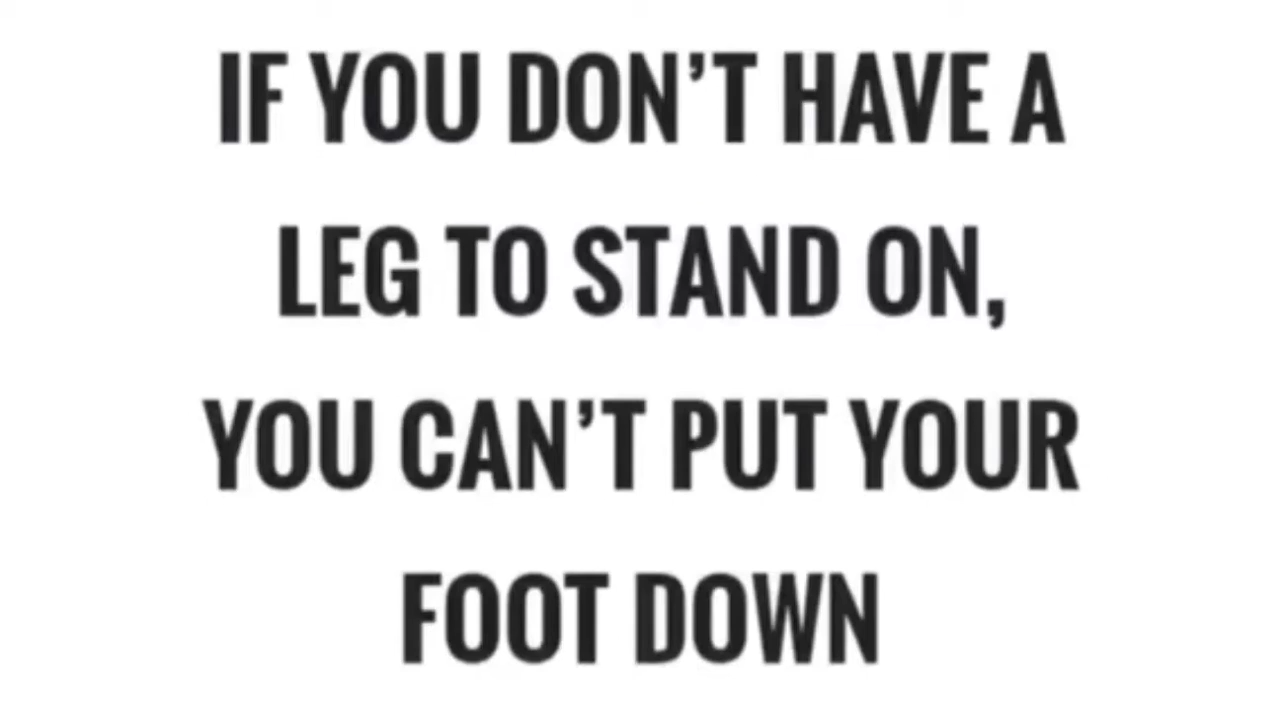 IF YOU DON’T HAVE A
LEG TO STAND ON,
YOU CAN’T PUT YOUR
FOOT DOWN